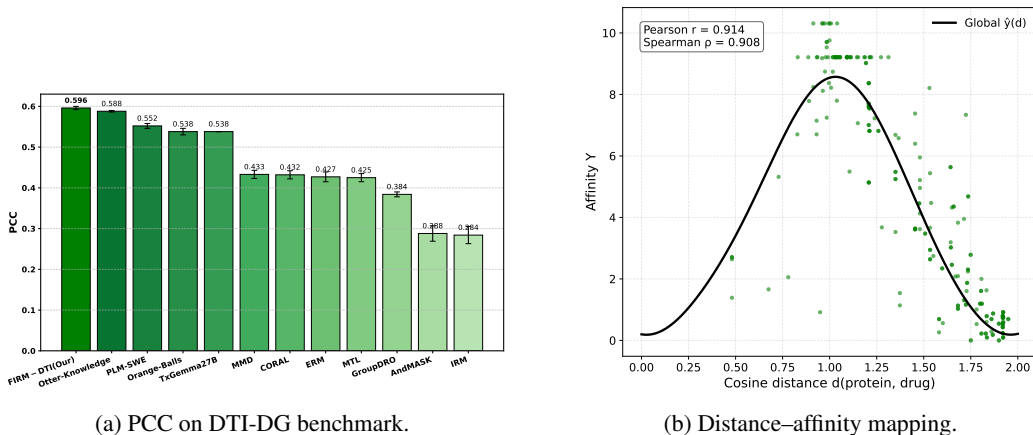 0.6
0.5
0.4
0.3
0.2
0.1
0.0
PCC
0.596
0.588
0.552
0.538
0.538
0.433
0.432
0.427
0.425
0.384
0.288
0.284
FIRM − DTI(Our)
Otter-Knowledge
PLM-SWE
Orange-Balls
TxGemma27B
MMD
CORAL
ERM
MTL
GroupDRO
AndMASK
IRM
(a) PCC on DTI-DG benchmark.
Pearson r = 0.914
Spearman ρ = 0.908
Global ŷ(d)
10
8
6
4
2
0
Affinity Y
0.00 0.25 0.50 0.75 1.00 1.25 1.50 1.75 2.00
Cosine distance d(protein, drug)
(b) Distance–affinity mapping.